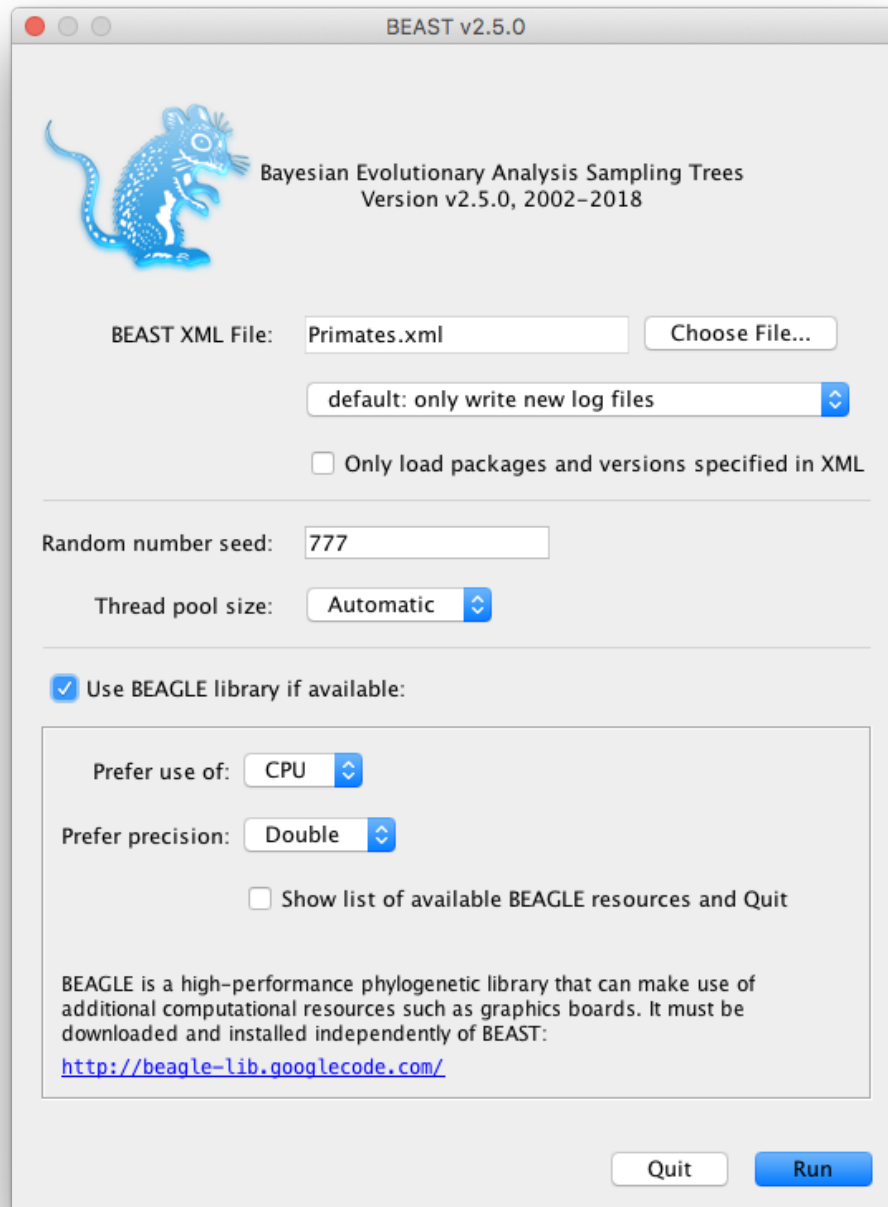 BEAST v2.5.0
Bayesian Evolutionary Analysis Sampling Trees
Version v2.5.0, 2002–2018
BEAST XML File: Primates.xml Choose File...
default: only write new log files
Only load packages and versions specified in XML
Random number seed: 777
Thread pool size: Automatic
Use BEAGLE library if available:
Prefer use of: CPU
Prefer precision: Double
Show list of available BEAGLE resources and Quit
BEAGLE is a high-performance phylogenetic library that can make use of
additional computational resources such as graphics boards. It must be
downloaded and installed independently of BEAST:
http://beagle-lib.googlecode.com/
Quit Run